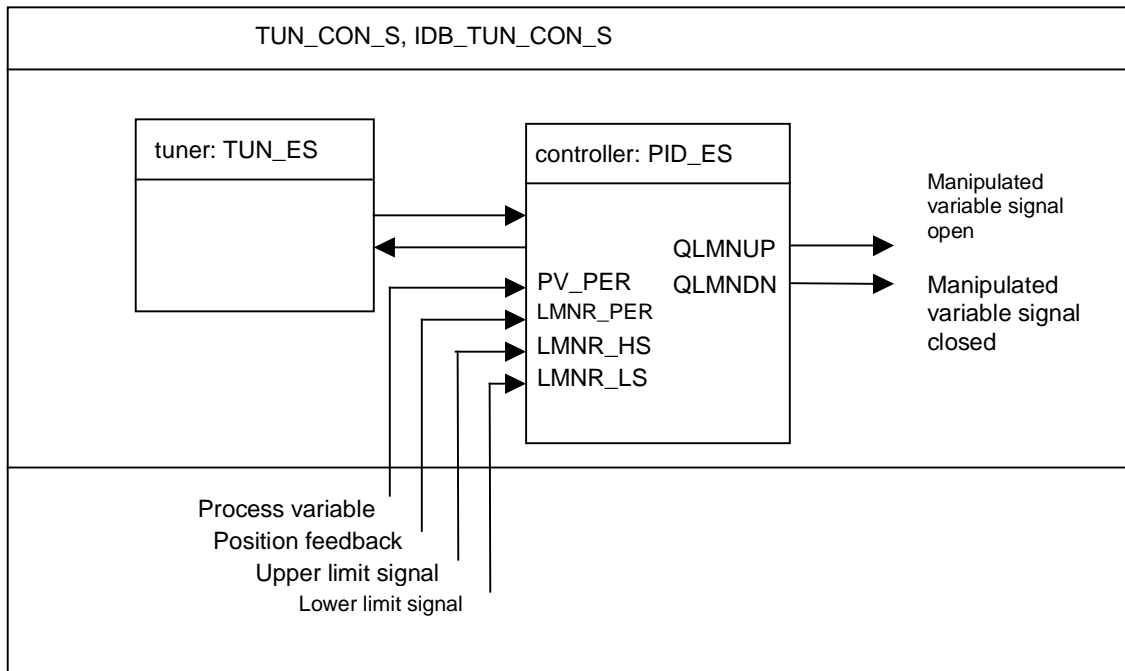 TUN_CON_S, IDB_TUN_CON_S
tuner: TUN_ES
controller: PID_ES
Manipulated
variable signal
open
QLMNUP
QLMNDN
Manipulated
variable signal
closed
PV_PER
LMNR_PER
LMNR_HS
LMNR_LS
Process variable
Position feedback
Upper limit signal
Lower limit signal